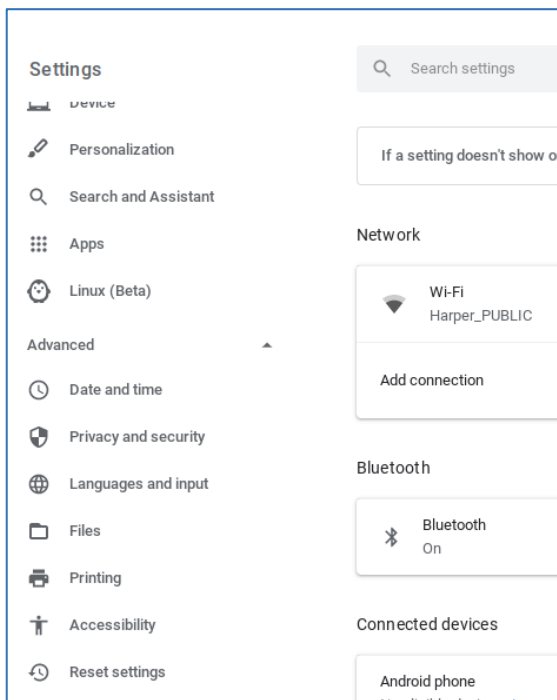 Settings
Search settings
Device
Personalization
Search and Assistant
Apps
Linux (Beta)
Advanced
Date and time
Privacy and security
Languages and input
Files
Printing
Accessibility
Reset settings
If a setting doesn't show o
Network
Wi-Fi
Harper_PUBLIC
Add connection
Bluetooth
Bluetooth
On
Connected devices
Android phone